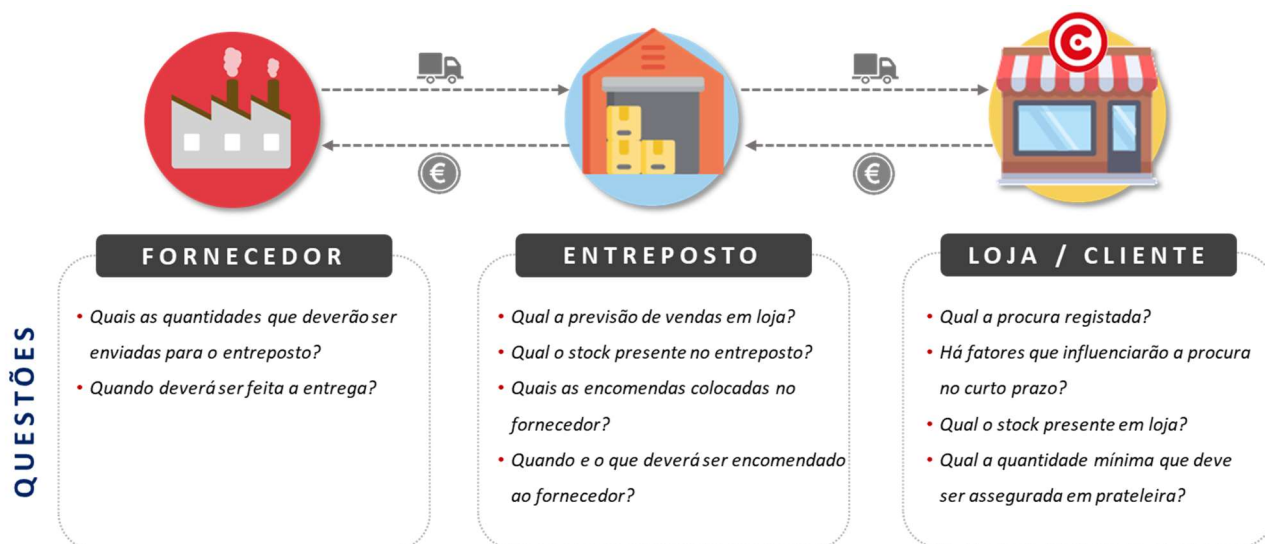 FORNECEDOR
• Quais as quantidades que deverão ser
enviadas para o entreposto?
• Quando deverá ser feita a entrega?
ENTREPOSTO
• Qual a previsão de vendas em loja?
• Qual o stock presente no entreposto?
• Quais as encomendas colocadas no
fornecedor?
• Quando e o que deverá ser encomendado
ao fornecedor?
LOJA / CLIENTE
• Qual a procura registada?
• Há fatores que influenciarão a procura
no curto prazo?
• Qual o stock presente em loja?
• Qual a quantidade mínima que deve
ser assegurada em prateleira?
QUESTÕES
€
€